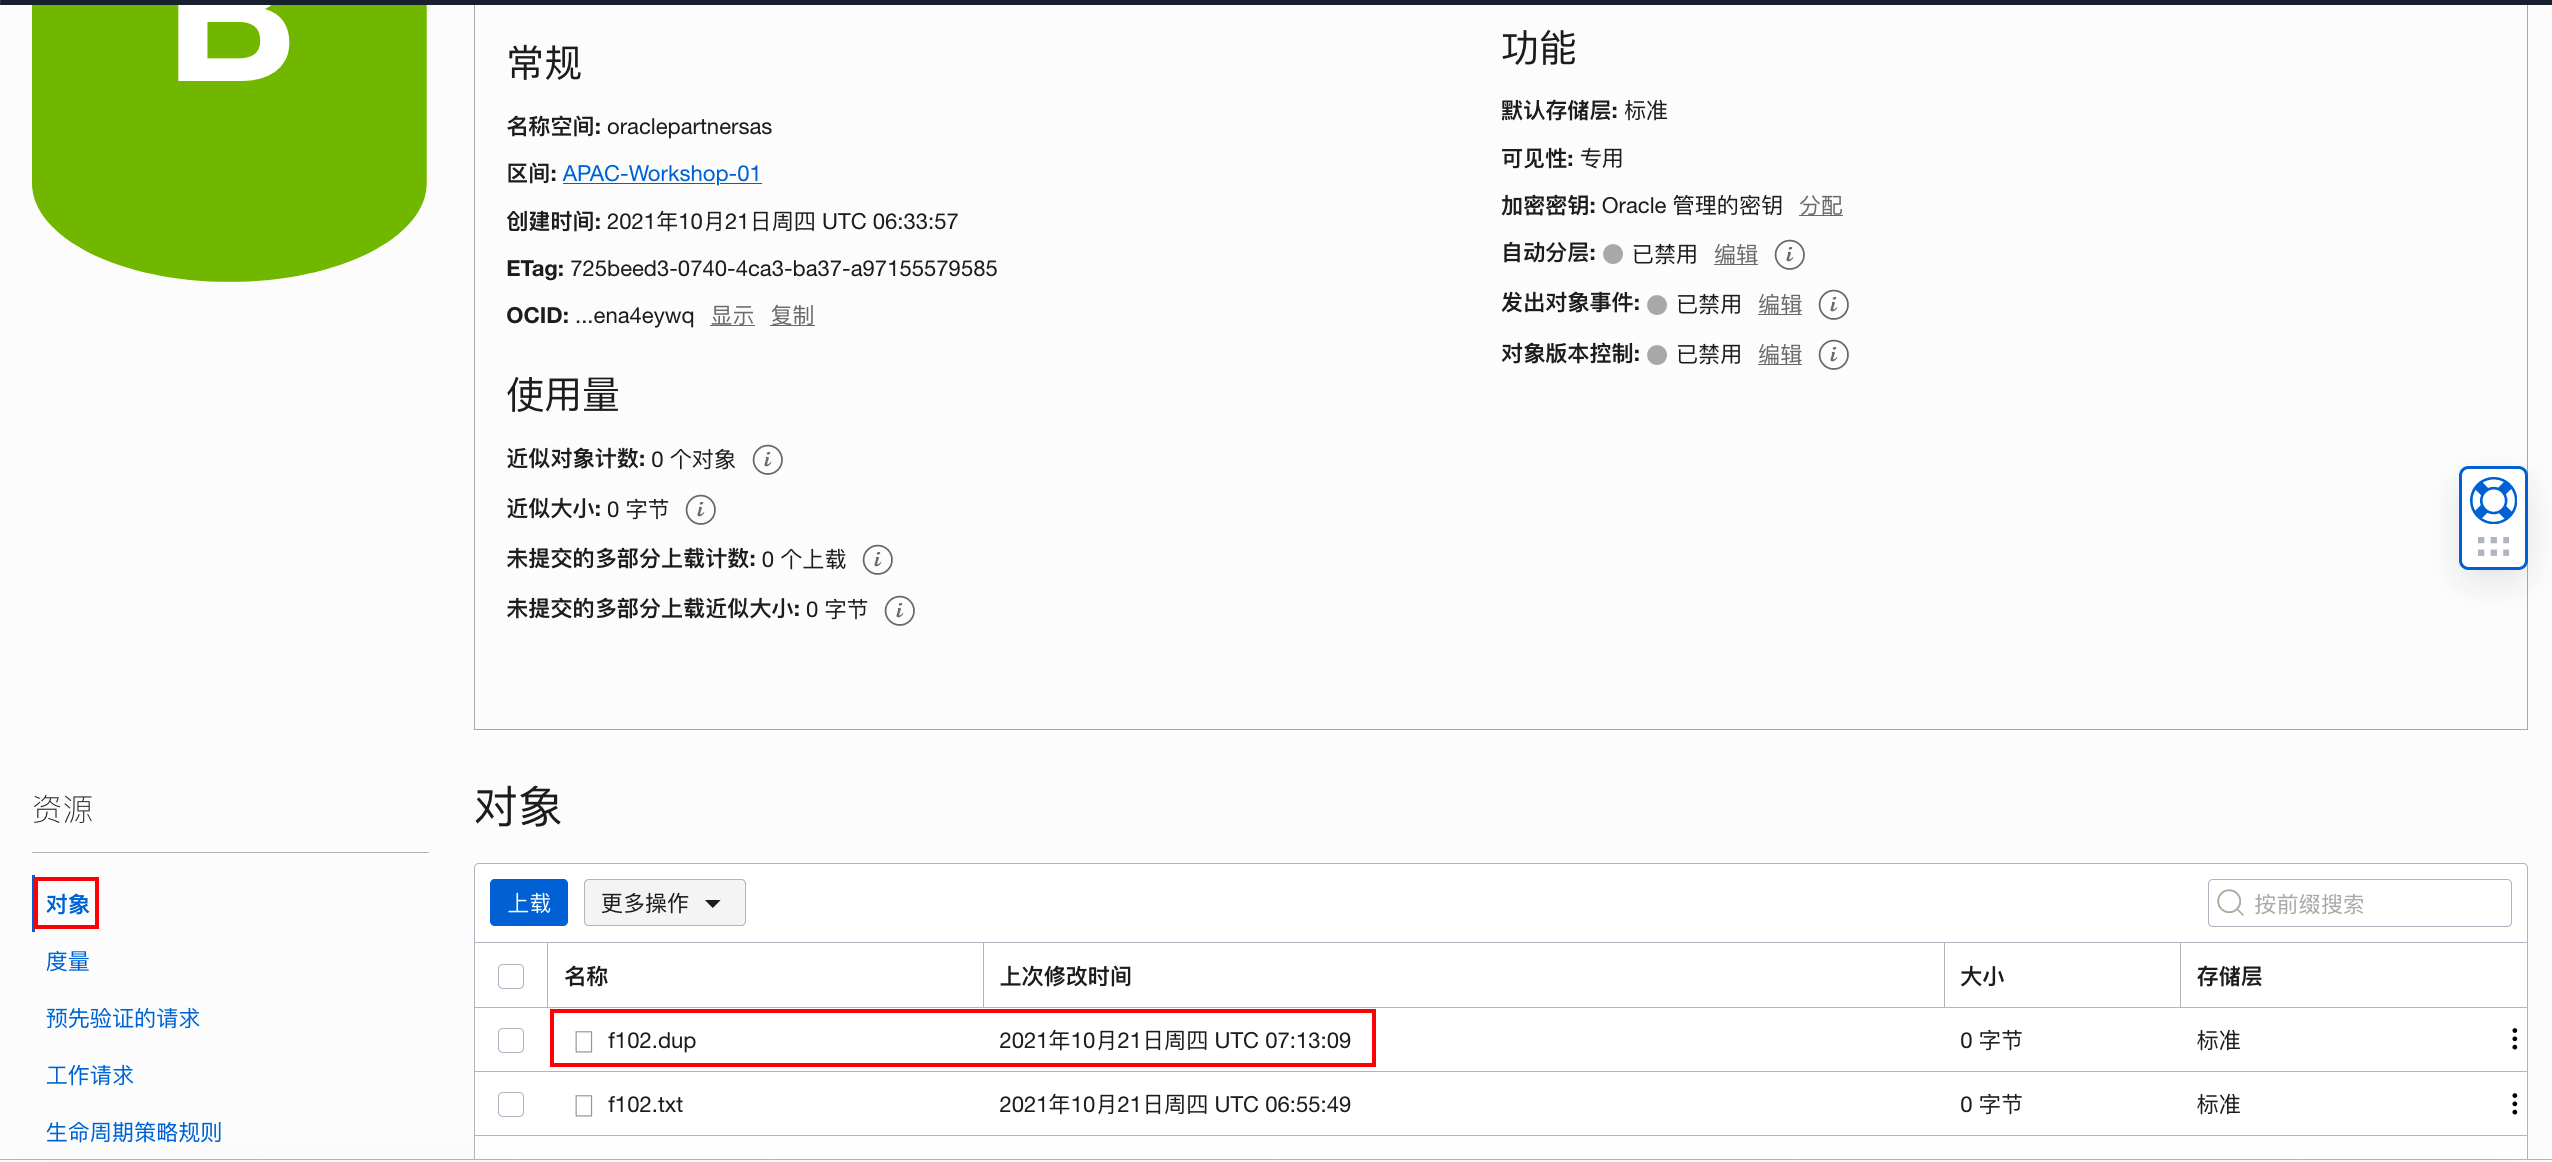 B
常规
名称空间: oraclepartnersas
区间: APAC-Workshop-01
创建时间: 2021年10月21日周四 UTC 06:33:57
ETag: 725beed3-0740-4ca3-ba37-a97155579585
OCID: ...ena4eywq 显示 复制
使用量
近似对象计数: 0 个对象
近似大小: 0 字节
未提交的多部分上载计数: 0 个上载
未提交的多部分上载近似大小: 0 字节
功能
默认存储层: 标准
可见性: 专用
加密密钥: Oracle 管理的密钥 分配
自动分层: 已禁用 编辑
发出对象事件: 已禁用 编辑
对象版本控制: 已禁用 编辑
资源
对象
度量
预先验证的请求
工作请求
生命周期策略规则
对象
上载 更多操作 按前缀搜索
名称 上次修改时间 大小 存储层
f102.dup 2021年10月21日周四 UTC 07:13:09 0 字节 标准
f102.txt 2021年10月21日周四 UTC 06:55:49 0 字节 标准